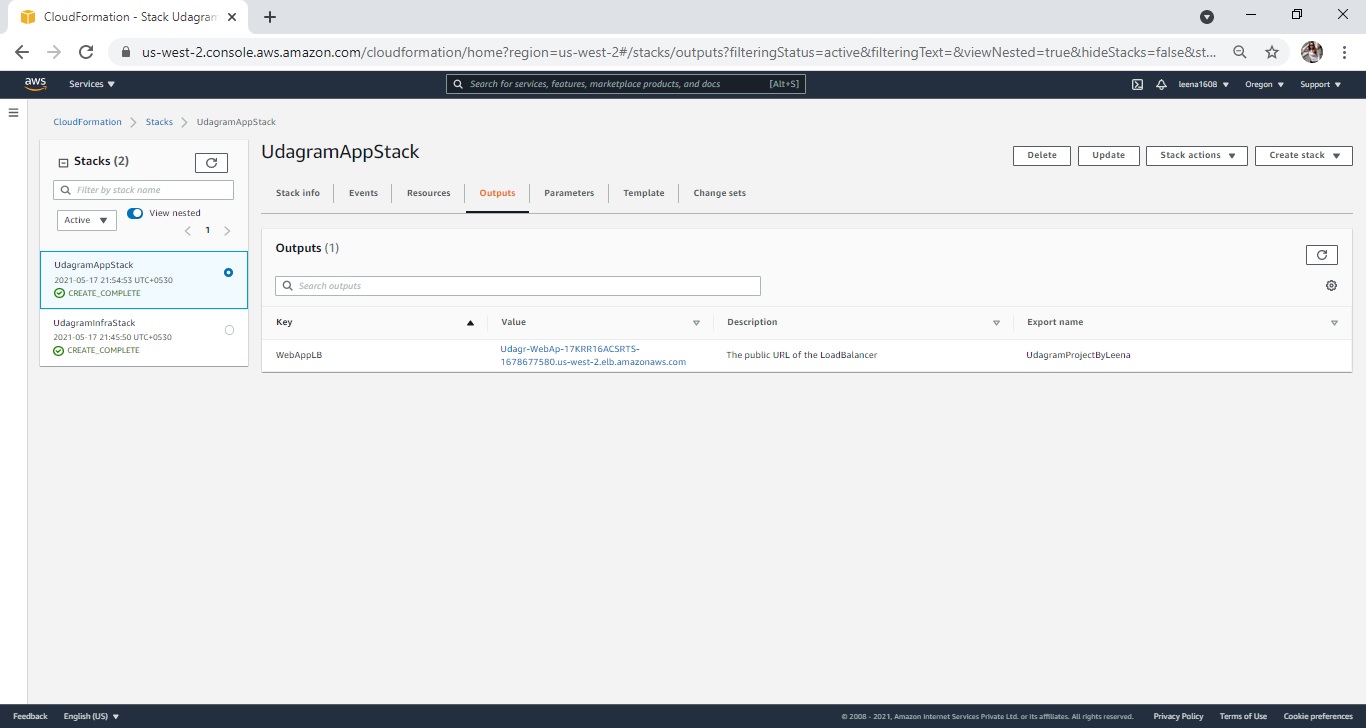 CloudFormation - Stack Udagram
us-west-2.console.aws.amazon.com/cloudformation/home?region=us-west-2#/stacks/outputs?filteringStatus=active&filteringText=&viewNested=true&hideStacks=false&st...
aws Services Search for services, features, marketplace products, and docs [Alt+S] leena1608 Oregon Support
CloudFormation Stacks UdagramAppStack
Stacks (2)
Filter by stack name
Active View nested
1
UdagramAppStack
2021-05-17 21:54:53 UTC+0530
CREATE_COMPLETE
UdagramInfraStack
2021-05-17 21:45:50 UTC+0530
CREATE_COMPLETE
UdagramAppStack
Delete Update Stack actions Create stack
Stack info Events Resources Outputs Parameters Template Change sets
Outputs (1)
Search outputs
Key Value Description Export name
WebAppLB Udagr-WebAp-17KRR16ACSRTS-
1678677580.us-west-2.elb.amazonaws.com The public URL of the LoadBalancer UdagramProjectByLeena
Feedback English (US) © 2008 - 2021, Amazon Internet Services Private Ltd. or its affiliates. All rights reserved. Privacy Policy Terms of Use Cookie preferences